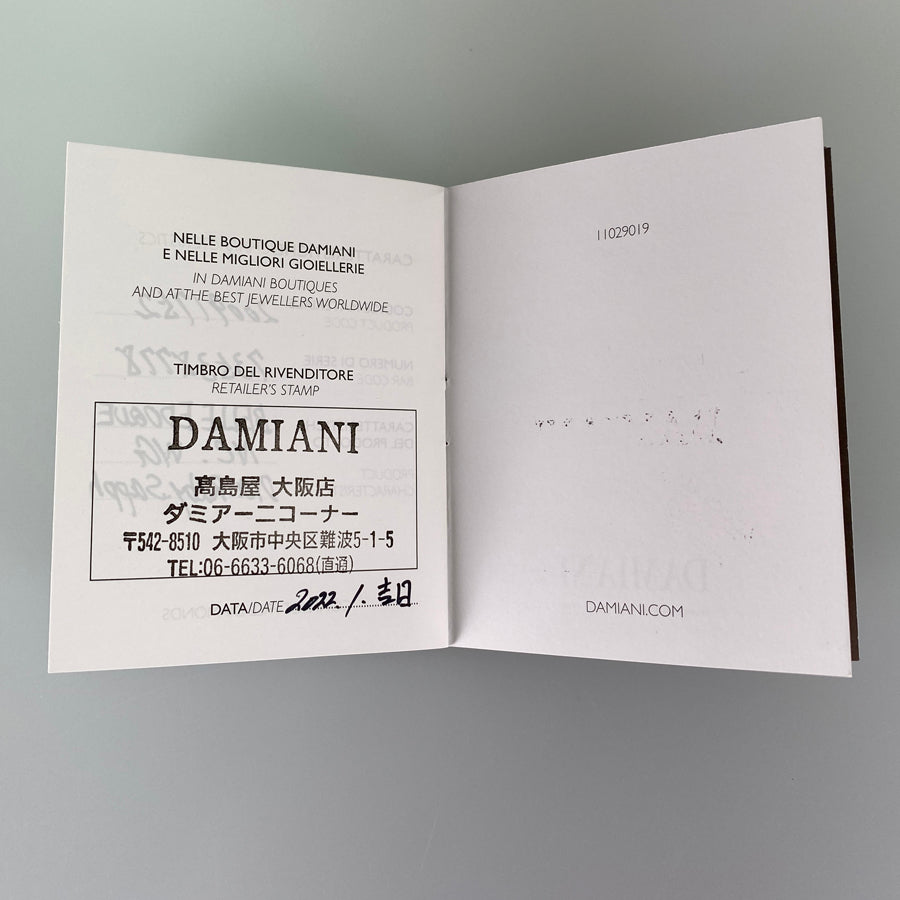 NELLE BOUTIQUE DAMIANI
E NELLE MIGLIORI GIOIELLERIE
IN DAMIANI BOUTIQUES
AND AT THE BEST JEWELLERS WORLDWIDE
TIMBRO DEL RIVENDITORE
RETAILER'S STAMP
DAMIANI
髙島屋 大阪店
ダミアーニコーナー
〒542-8510 大阪市中央区難波5-1-5
TEL:06-6633-6068(直通)
DATA/DATE 2022.1.吉日
11029019
DAMIANI.COM